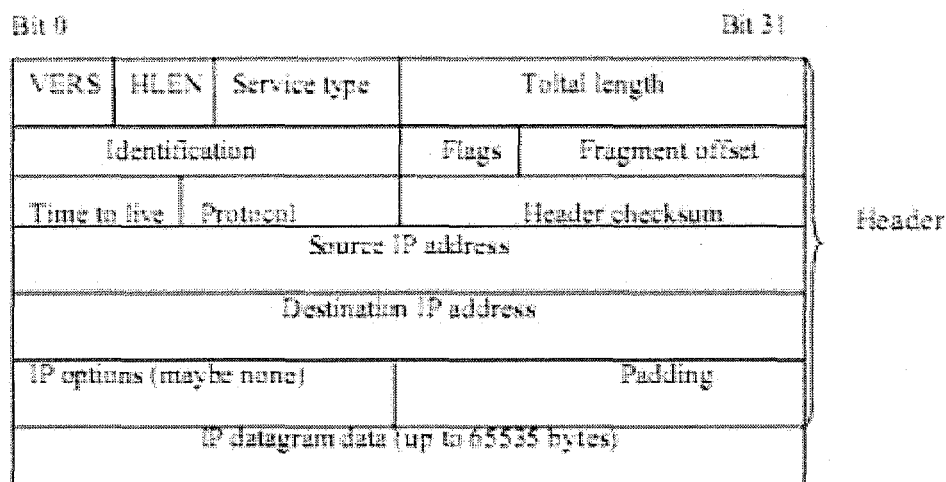 Bit 0 Bit 31
VERS HLEN Service type Toltal length
Identification Flags Fragment offset
Time to live Protocol Header checksum
Header
Source IP address
Destination IP address
IP options (maybe none) Padding
IP datagram data (up to 65535 bytes)